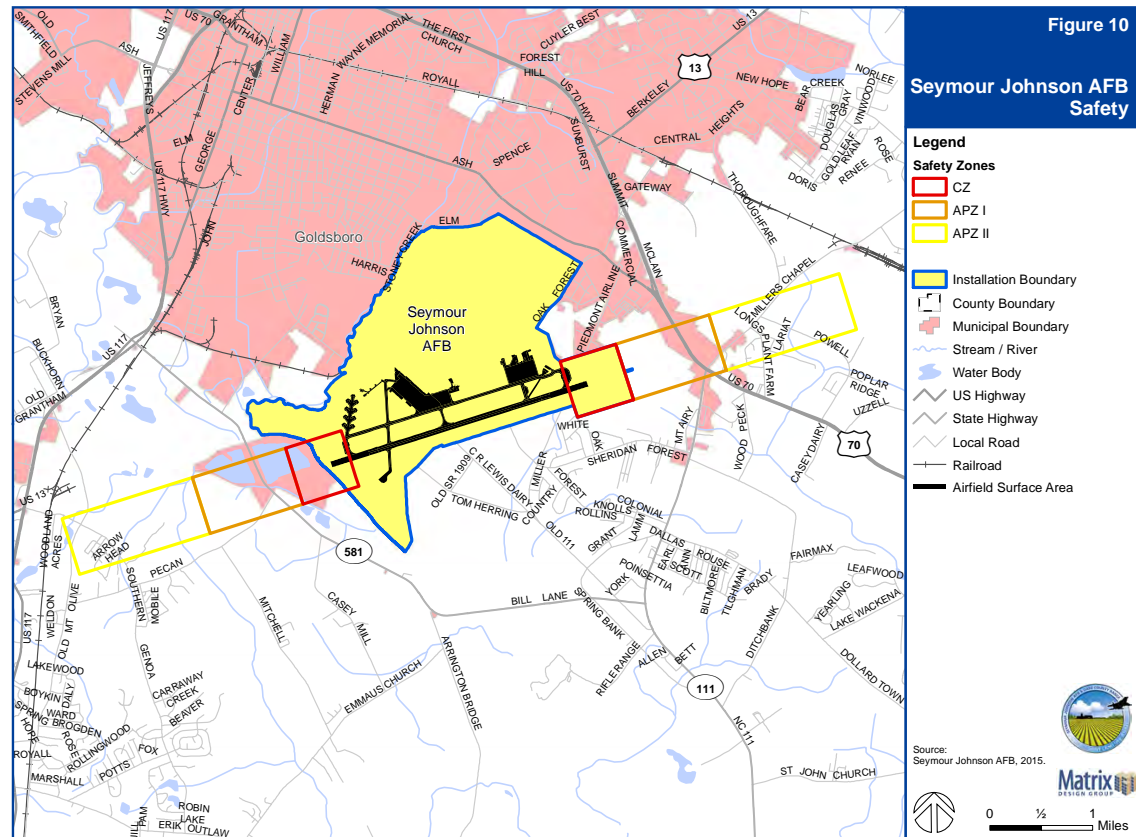 Figure 10
Seymour Johnson AFB
Safety
Legend
Safety Zones
CZ
APZ I
APZ II
Installation Boundary
County Boundary
Municipal Boundary
Stream / River
Water Body
US Highway
State Highway
Local Road
Railroad
Airfield Surface Area
Source:
Seymour Johnson AFB, 2015.
Matrix
DESIGN GROUP
0 ½ 1
Miles
OLD
SMITHFIELD
STEVENS MILL
ASH
US 70
US 117
GRANTHAM
WILLIAM
CENTER
JEFFREYS
HERMAN
WAYNE MEMORIAL
THE FIRST
CHURCH
ROYALL
FOREST
HILL
CUYLER BEST
US 13
13
BERKELEY
NEW HOPE
BEAR CREEK
DOUGLAS
GRAY
VINWOOD
NORLEE
GOLD LEAF
RYAN
RENEE
ROSE
DORIS
US 70 HWY
SUNBURST
CENTRAL
HEIGHTS
ELM
GEORGE
US 117 HWY
JOHN
ASH
SPENCE
SUMMIT
GATEWAY
THOROUGHFARE
COMMERCIAL
MCLAIN
Goldsboro
HARRIS
STONEY CREEK
ELM
OAK FOREST
PIEDMONT AIRLINE
MILLERS CHAPEL
LONGS
PLANT FARM
LARIAT
POWELL
POPLAR
RIDGE
UZZELL
US 70
70
CASEY DAIRY
WOOD PECK
MT AIRY
Seymour
Johnson
AFB
BRYAN
BUCKHORN
US 117
OLD
GRANTHAM
US 13
WOODLAND
ACRES
ARROW
HEAD
PECAN
WELDON
OLD MT OLIVE
SOUTHERN
MOBILE
GENOA
US 117
581
MITCHELL
CASEY
MILL
WHITE
OAK
SHERIDAN
FOREST
OLD SR 1909
C R LEWIS DAIRY
MILLER
TOM HERRING
COUNTRY
FOREST
KNOLLS
COLONIAL
ROLLINS
OLD 111
GRANT
LAMM
DALLAS
ROUSE
EARL
ANN
SCOTT
POINSETTIA
YORK
BILTMORE
TILGHMAN
BRADY
FAIRMAX
LEAFWOOD
YEARLING
LAKE WACKENA
DITCHBANK
DOLLARD TOWN
BILL LANE
SPRING BANK
RIFLE RANGE
ALLEN
BETT
111
NC 111
ST JOHN CHURCH
EMMAUS CHURCH
ARRINGTON BRIDGE
LAKEWOOD
BOYKIN
WARD
DALY
SPRING BROGDEN
HOPE
ROSE
ROLLINGWOOD
ROYALL
MARSHALL
POTTS
FOX
CARRAWAY
CREEK
BEAVER
ROBIN
LAKE
ERIK OUTLAW
HILL
PAM